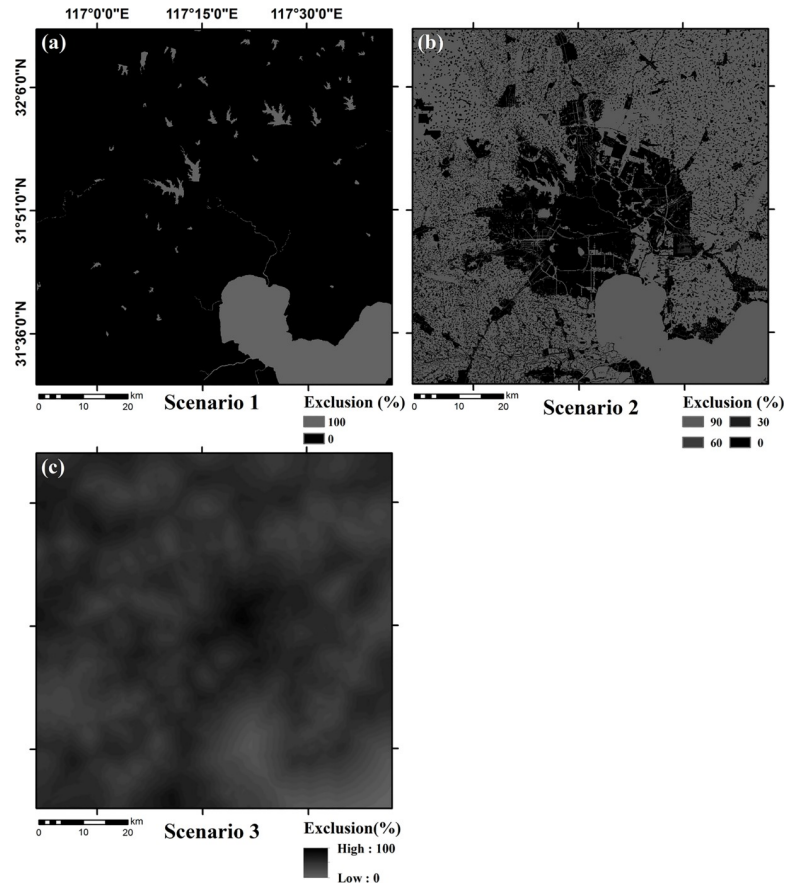 117°0'0"E 117°15'0"E 117°30'0"E
(a)
(b)
32°6'0"N
31°51'0"N
31°36'0"N
0 10 20 km
Scenario 1
Exclusion (%)
100
0
0 10 20 km
Scenario 2
Exclusion (%)
90 30
60 0
(c)
0 10 20 km
Scenario 3
Exclusion(%)
High : 100
Low : 0